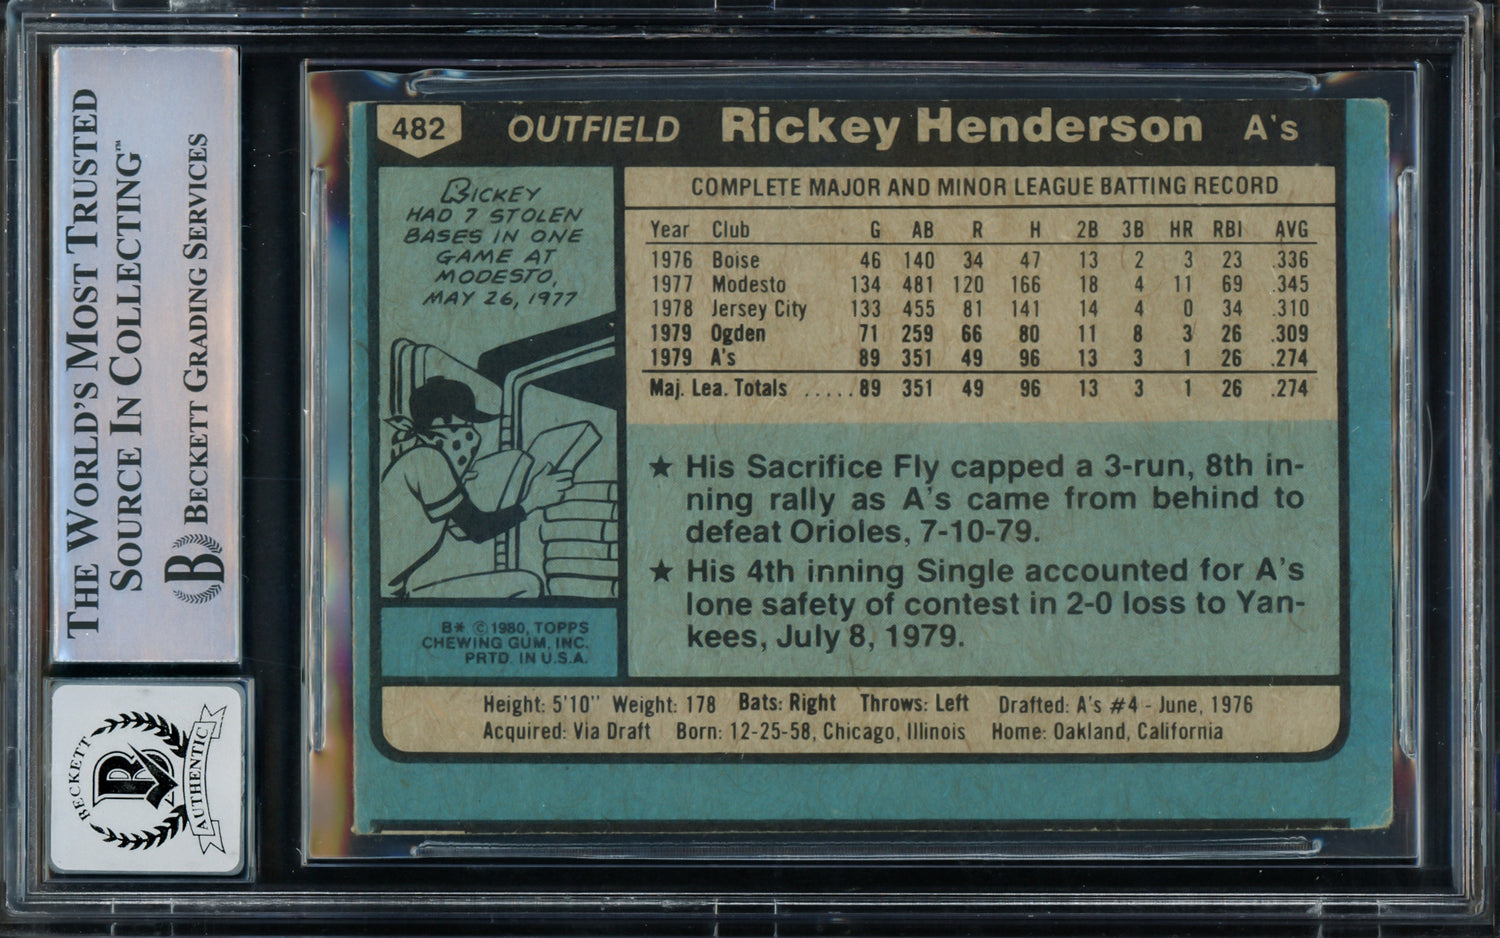 THE WORLD'S MOST TRUSTED
SOURCE IN COLLECTING™
B BECKETT GRADING SERVICES
BECKETT
B
AUTHENTIC
482 OUTFIELD Rickey Henderson A's
RICKEY
HAD 7 STOLEN
BASES IN ONE
GAME AT
MODESTO,
MAY 26, 1977
B* © 1980, TOPPS
CHEWING GUM, INC.
PRTD. IN U.S.A.
COMPLETE MAJOR AND MINOR LEAGUE BATTING RECORD
Year Club G AB R H 2B 3B HR RBI AVG
1976 Boise 46 140 34 47 13 2 3 23 .336
1977 Modesto 134 481 120 166 18 4 11 69 .345
1978 Jersey City 133 455 81 141 14 4 0 34 .310
1979 Ogden 71 259 66 80 11 8 3 26 .309
1979 A's 89 351 49 96 13 3 1 26 .274
Maj. Lea. Totals ..... 89 351 49 96 13 3 1 26 .274
★ His Sacrifice Fly capped a 3-run, 8th in-
ning rally as A's came from behind to
defeat Orioles, 7-10-79.
★ His 4th inning Single accounted for A's
lone safety of contest in 2-0 loss to Yan-
kees, July 8, 1979.
Height: 5'10" Weight: 178 Bats: Right Throws: Left Drafted: A's #4 - June, 1976
Acquired: Via Draft Born: 12-25-58, Chicago, Illinois Home: Oakland, California